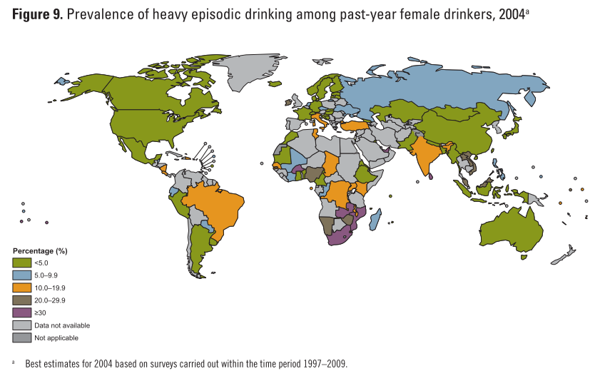 Figure 9. Prevalence of heavy episodic drinking among past-year female drinkers, 2004ᵃ
Percentage (%)
<5.0
5.0–9.9
10.0–19.9
20.0–29.9
≥30
Data not available
Not applicable
ᵃ Best estimates for 2004 based on surveys carried out within the time period 1997–2009.